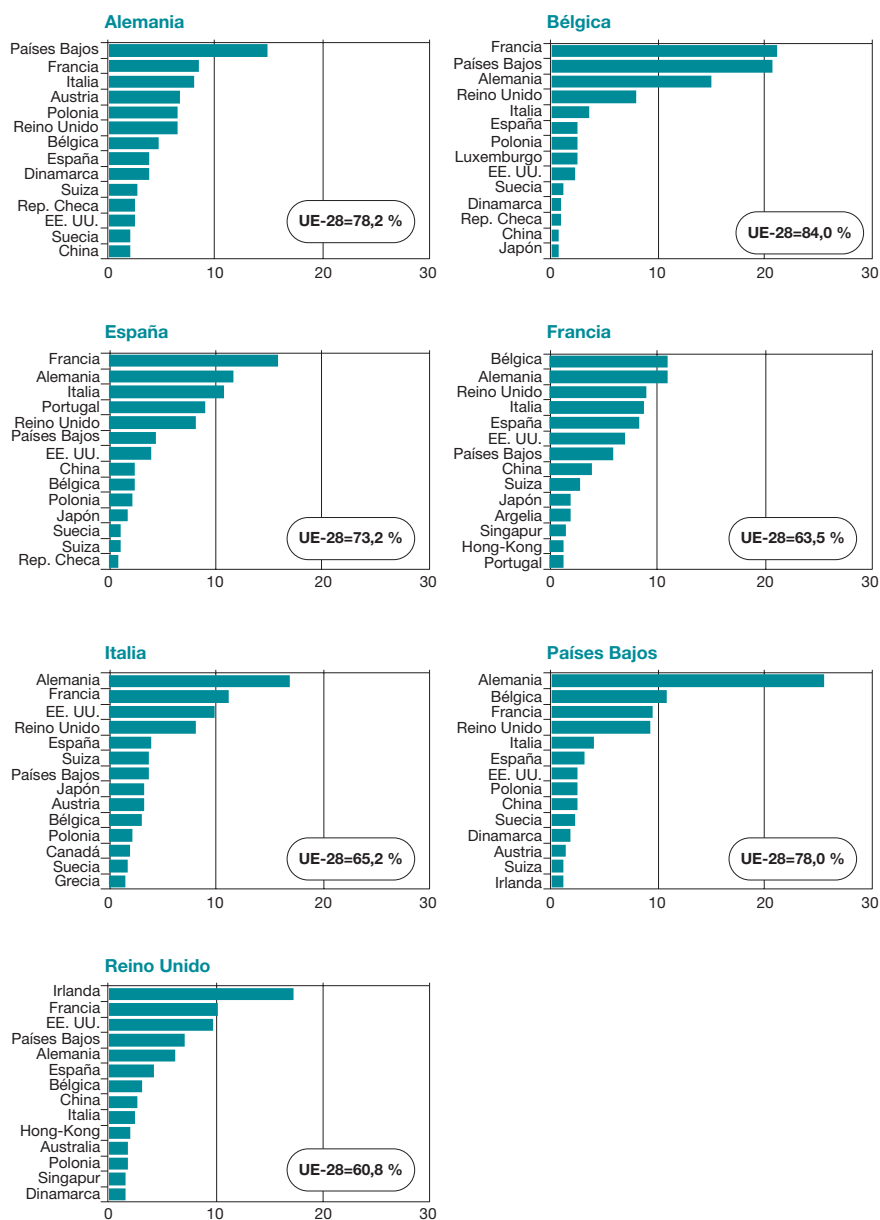 Alemania
Países Bajos
Francia
Italia
Austria
Polonia
Reino Unido
Bélgica
España
Dinamarca
Suiza
Rep. Checa
EE. UU.
Suecia
China
UE-28=78,2 %
0 10 20 30
Bélgica
Francia
Países Bajos
Alemania
Reino Unido
Italia
España
Polonia
Luxemburgo
EE. UU.
Suecia
Dinamarca
Rep. Checa
China
Japón
UE-28=84,0 %
0 10 20 30
España
Francia
Alemania
Italia
Portugal
Reino Unido
Países Bajos
EE. UU.
China
Bélgica
Polonia
Japón
Suecia
Suiza
Rep. Checa
UE-28=73,2 %
0 10 20 30
Francia
Bélgica
Alemania
Reino Unido
Italia
España
EE. UU.
Países Bajos
China
Suiza
Japón
Argelia
Singapur
Hong-Kong
Portugal
UE-28=63,5 %
0 10 20 30
Italia
Alemania
Francia
EE. UU.
Reino Unido
España
Suiza
Países Bajos
Japón
Austria
Bélgica
Polonia
Canadá
Suecia
Grecia
UE-28=65,2 %
0 10 20 30
Países Bajos
Alemania
Bélgica
Francia
Reino Unido
Italia
España
EE. UU.
Polonia
China
Suecia
Dinamarca
Austria
Suiza
Irlanda
UE-28=78,0 %
0 10 20 30
Reino Unido
Irlanda
Francia
EE. UU.
Países Bajos
Alemania
España
Bélgica
China
Italia
Hong-Kong
Australia
Polonia
Singapur
Dinamarca
UE-28=60,8 %
0 10 20 30